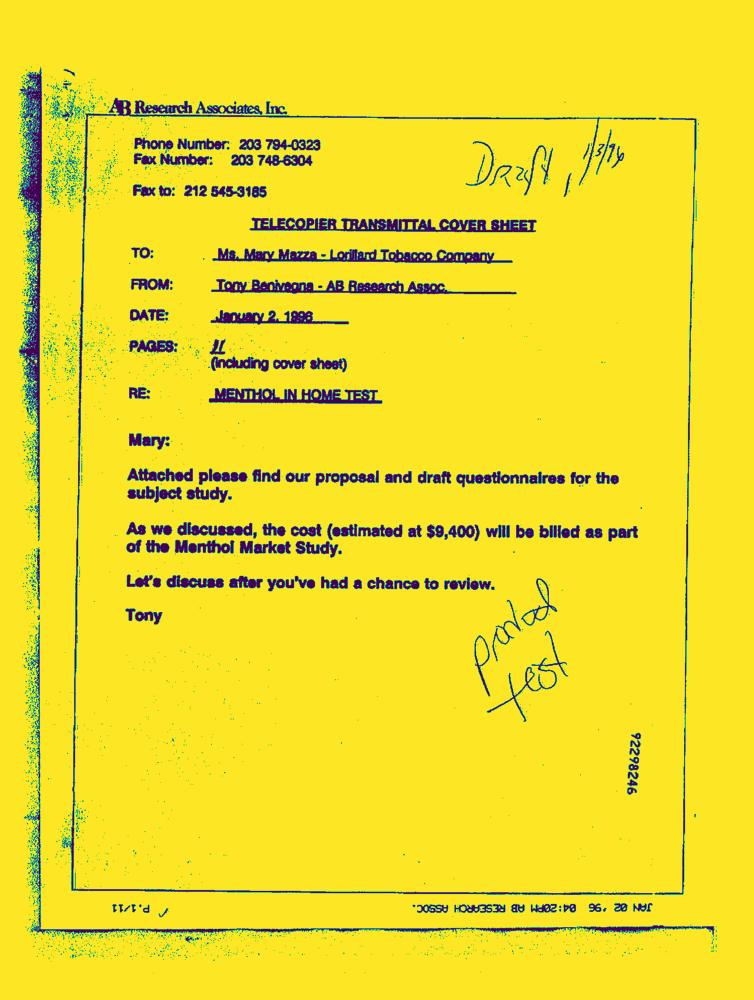 AB Research Associates, Inc.
Phone Number: 203 794-0323
Fax Number: 203 748-6304
Draft, 1/3/96
Fax to: 212 545-3185
TELECOPIER TRANSMITTAL COVER SHEET
TO: Ms. Mary Mazza - Lorillard Tobacco Company
FROM: Tony Benivegna - AB Research Assoc.
DATE: January 2, 1996
PAGES: 11
(including cover sheet)
RE: MENTHOL IN HOME TEST
Mary:
Attached please find our proposal and draft questionnaires for the
subject study.
As we discussed, the cost (estimated at $9,400) will be billed as part
of the Menthol Market Study.
Let's discuss after you've had a chance to review.
Tony
test
92298246
JAN 02 '96 04:20PM AB RESEARCH ASSOC.
P.1/11